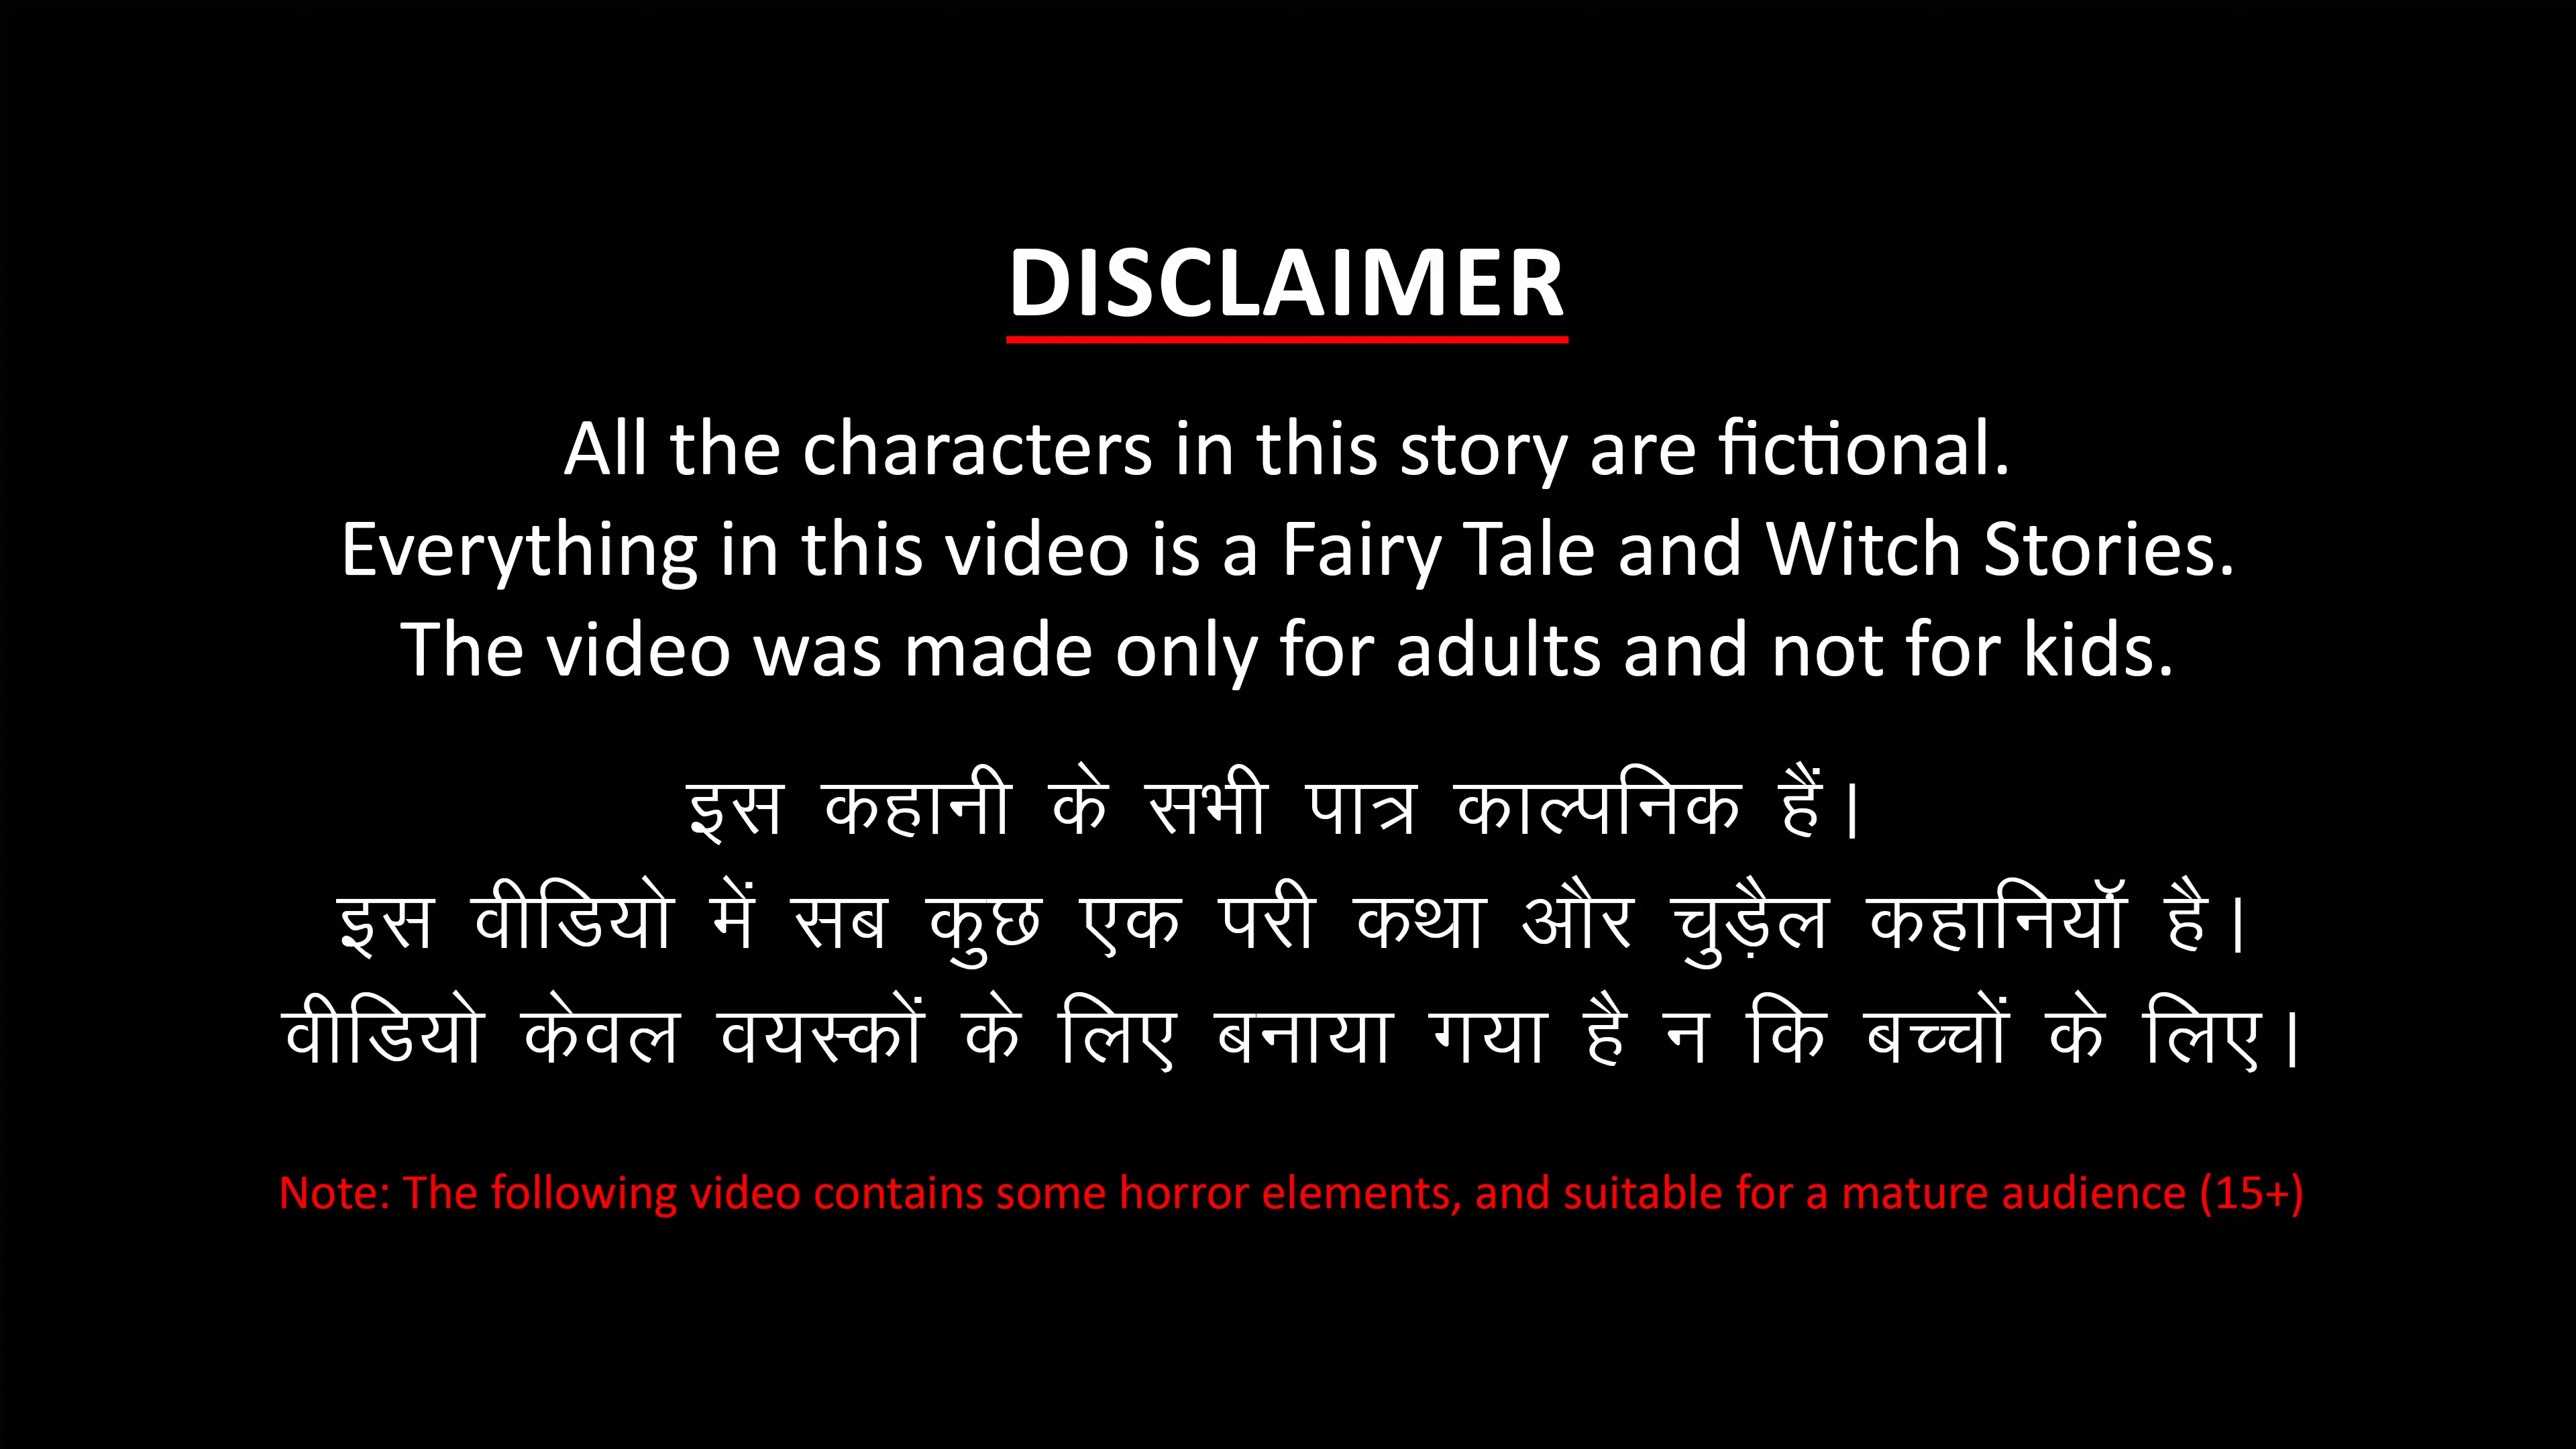 DISCLAIMER
All the characters in this story are fictional.
Everything in this video is a Fairy Tale and Witch Stories.
The video was made only for adults and not for kids.
इस कहानी के सभी पात्र काल्पनिक हैं।
इस वीडियो में सब कुछ एक परी कथा और चुड़ैल कहानियॉ है।
वीडियो केवल वयस्कों के लिए बनाया गया है न कि बच्चों के लिए।
Note: The following video contains some horror elements, and suitable for a mature audience (15+)